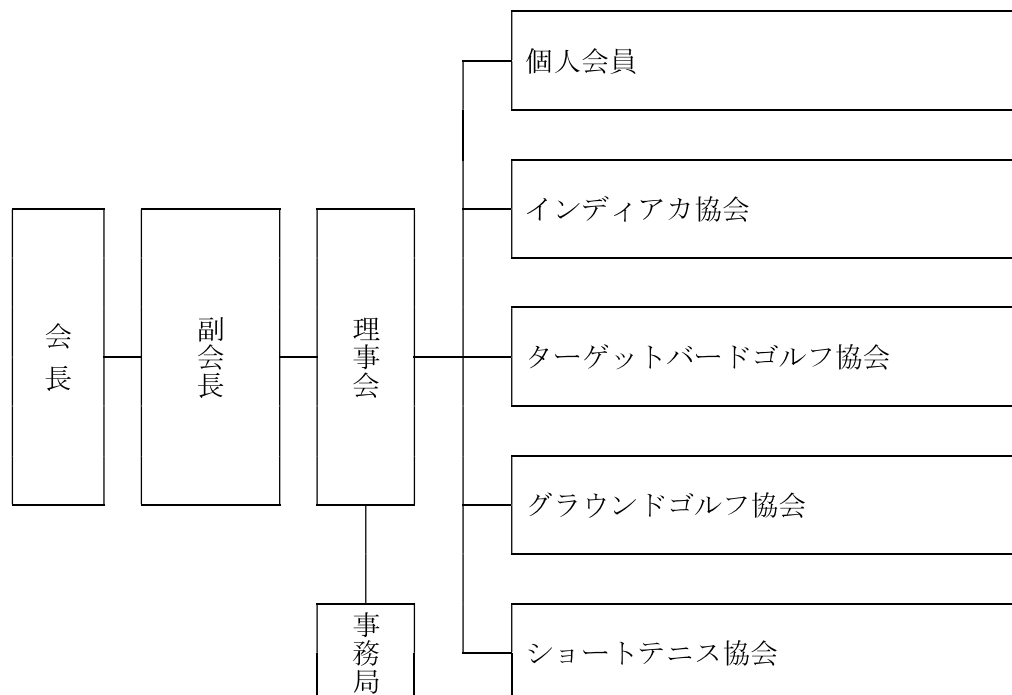 会長
副会長
理事会
事務局
個人会員
インディアカ協会
ターゲットバードゴルフ協会
グラウンドゴルフ協会
ショートテニス協会